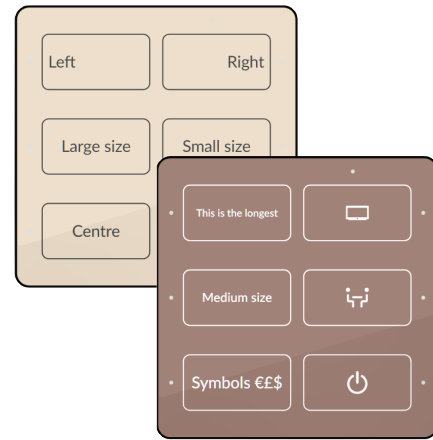 Left
Right
Large size
Small size
Centre
This is the longest
Medium size
Symbols €£$